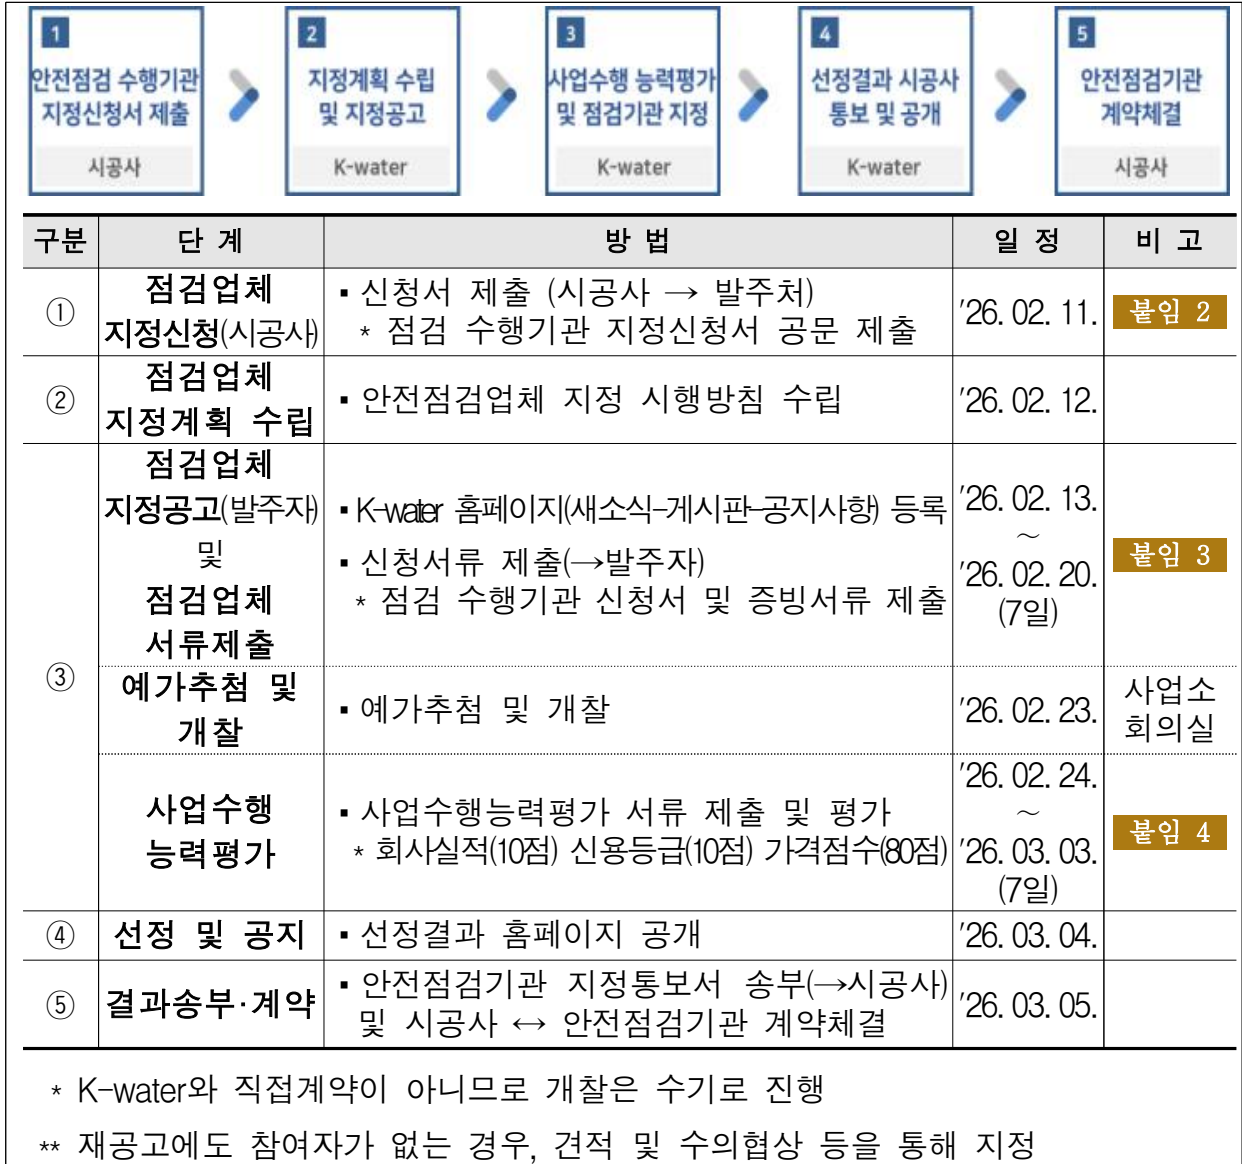 1
안전점검 수행기관
지정신청서 제출
시공사
2
지정계획 수립
및 지정공고
K-water
3
사업수행 능력평가
및 점검기관 지정
K-water
4
선정결과 시공사
통보 및 공개
K-water
5
안전점검기관
계약체결
시공사
구분 단 계 방 법 일 정 비 고
①
점검업체
지정신청(시공사)
▪ 신청서 제출 (시공사 → 발주처)
* 점검 수행기관 지정신청서 공문 제출
'26. 02. 11.
붙임 2
②
점검업체
지정계획 수립
▪ 안전점검업체 지정 시행방침 수립
'26. 02. 12.
③
점검업체
지정공고(발주자)
및
점검업체
서류제출
▪ K-water 홈페이지(새소식-게시판-공지사항) 등록
▪ 신청서류 제출(→발주자)
* 점검 수행기관 신청서 및 증빙서류 제출
'26. 02. 13.
~
'26. 02. 20.
(7일)
붙임 3
예가추첨 및
개찰
▪ 예가추첨 및 개찰
'26. 02. 23.
사업소
회의실
사업수행
능력평가
▪ 사업수행능력평가 서류 제출 및 평가
* 회사실적(10점) 신용등급(10점) 가격점수(80점)
'26. 02. 24.
~
'26. 03. 03.
(7일)
붙임 4
④
선정 및 공지
▪ 선정결과 홈페이지 공개
'26. 03. 04.
⑤
결과송부·계약
▪ 안전점검기관 지정통보서 송부(→시공사)
및 시공사 ↔ 안전점검기관 계약체결
'26. 03. 05.
* K-water와 직접계약이 아니므로 개찰은 수기로 진행
** 재공고에도 참여자가 없는 경우, 견적 및 수의협상 등을 통해 지정